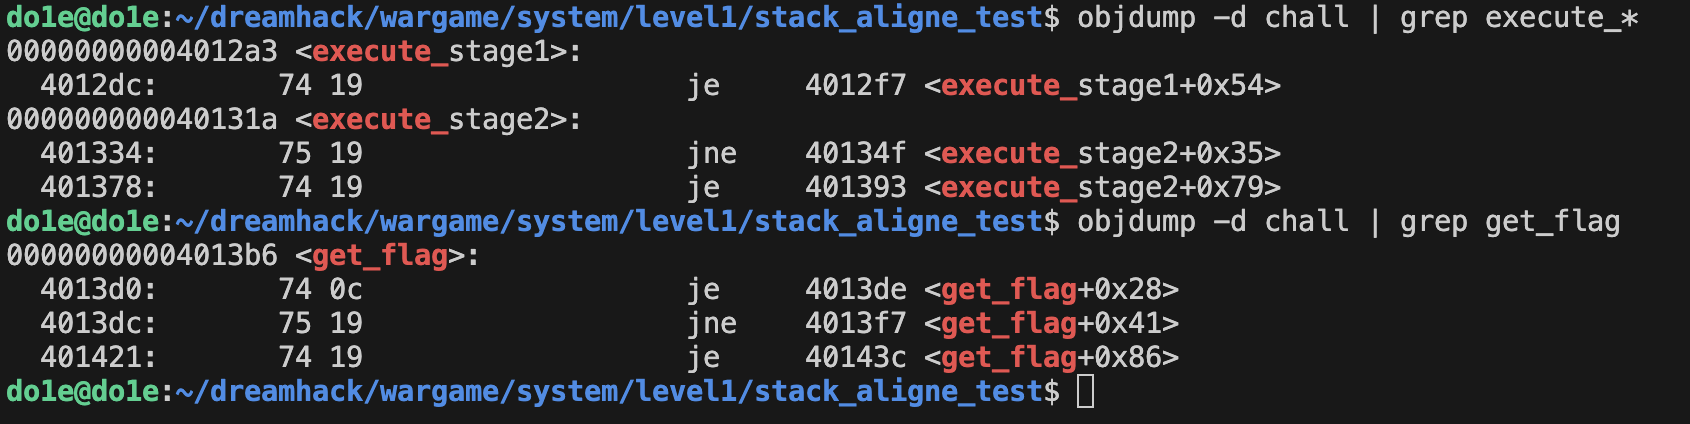 do1e@do1e:~/dreamhack/wargame/system/level1/stack_aligne_test$ objdump -d chall | grep execute_*
00000000004012a3 <execute_stage1>:
  4012dc:       74 19                   je     4012f7 <execute_stage1+0x54>
000000000040131a <execute_stage2>:
  401334:       75 19                   jne    40134f <execute_stage2+0x35>
  401378:       74 19                   je     401393 <execute_stage2+0x79>
do1e@do1e:~/dreamhack/wargame/system/level1/stack_aligne_test$ objdump -d chall | grep get_flag
00000000004013b6 <get_flag>:
  4013d0:       74 0c                   je     4013de <get_flag+0x28>
  4013dc:       75 19                   jne    4013f7 <get_flag+0x41>
  401421:       74 19                   je     40143c <get_flag+0x86>
do1e@do1e:~/dreamhack/wargame/system/level1/stack_aligne_test$